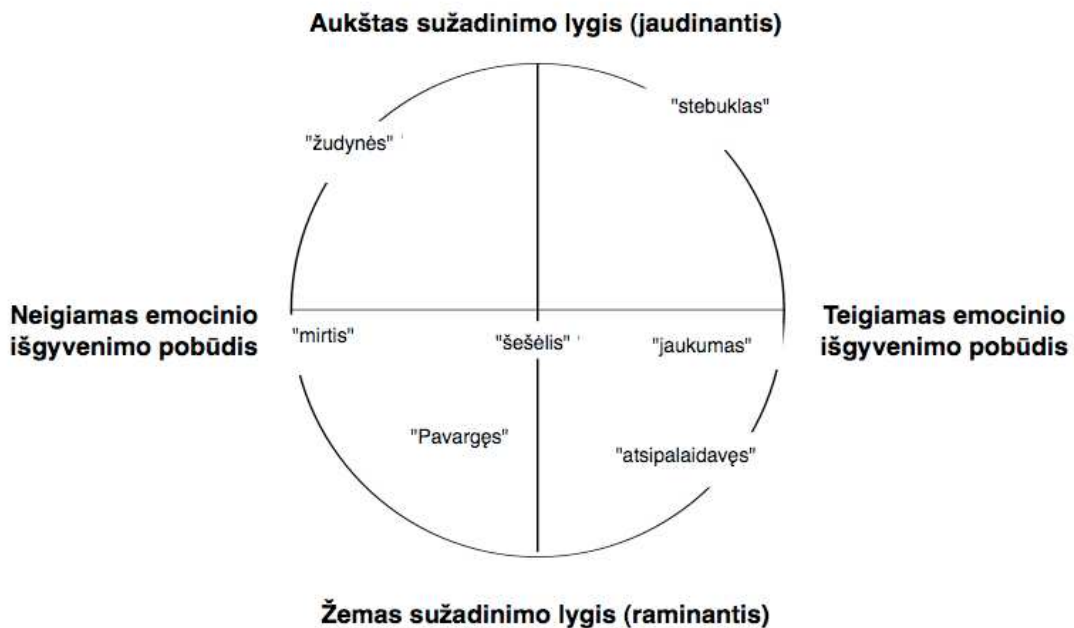 Aukštas sužadinimo lygis (jaudinantis)
"stebuklas"
"žudynės"
Neigiamas emocinio
išgyvenimo pobūdis
Teigiamas emocinio
išgyvenimo pobūdis
"mirtis"
"šešėlis"
"jaukumas"
"Pavargęs"
"atsipalaidavęs"
Žemas sužadinimo lygis (raminantis)